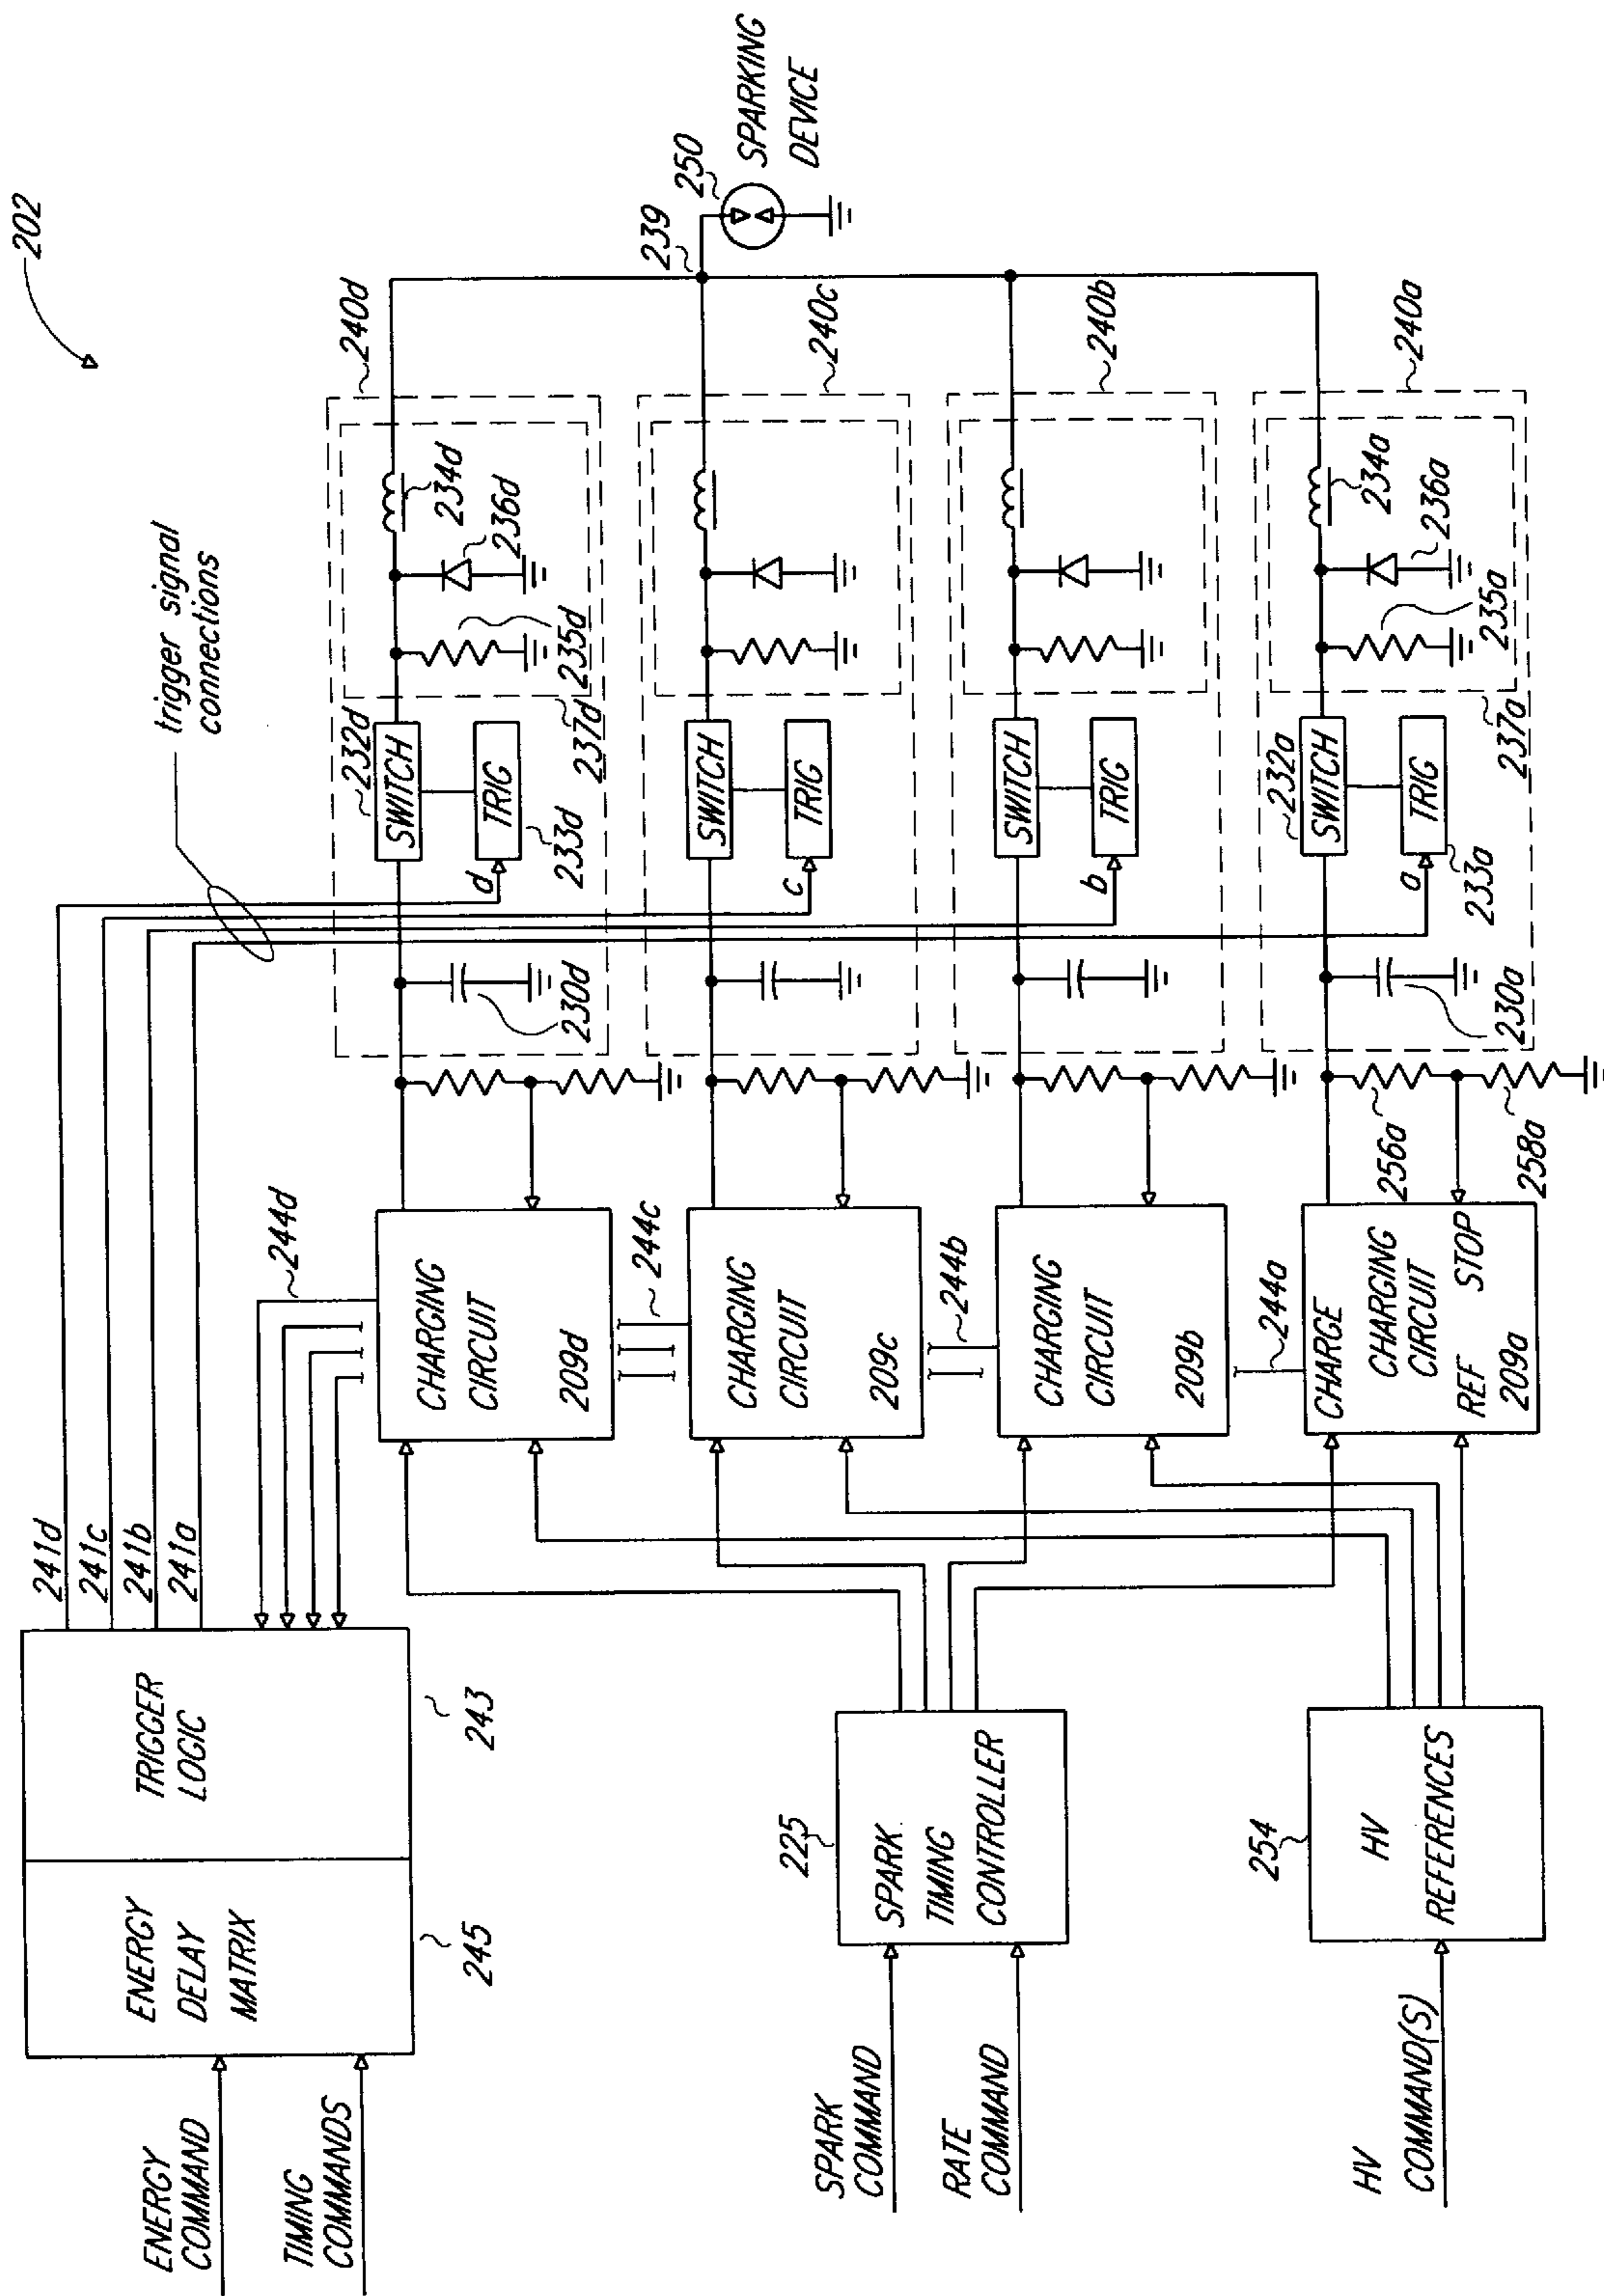 202
ENERGY
COMMAND
TIMING
COMMANDS
ENERGY
DELAY
MATRIX
245
TRIGGER
LOGIC
243
241d
241c
241b
241a
244d
trigger signal
connections
SPARK
COMMAND
RATE
COMMAND
225
SPARK
TIMING
CONTROLLER
HV
COMMAND(S)
254
HV
REFERENCES
CHARGING
CIRCUIT
209d
244c
CHARGING
CIRCUIT
209c
244b
CHARGING
CIRCUIT
209b
244a
CHARGE
CHARGING
CIRCUIT
REF
STOP
209a
256a
258a
230d
d
232d
SWITCH
TRIG
233d
237d
235d
236d
234d
240d
c
SWITCH
TRIG
240c
b
SWITCH
TRIG
240b
230a
a
232a
SWITCH
TRIG
233a
237a
235a
236a
234a
240a
239
250
SPARKING
DEVICE